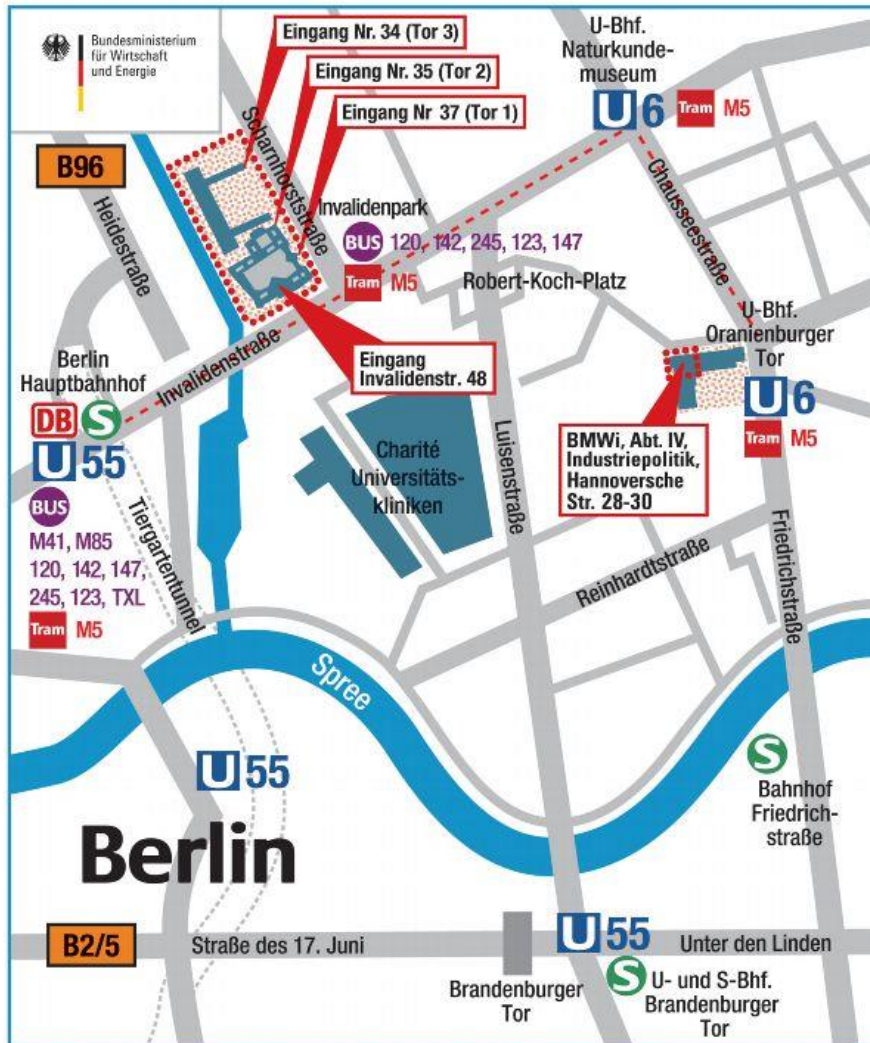 Bundesministerium
für Wirtschaft
und Energie
Eingang Nr. 34 (Tor 3)
Eingang Nr. 35 (Tor 2)
Eingang Nr 37 (Tor 1)
U-Bhf.
Naturkunde-
museum
U 6 Tram M5
B96
Heidestraße
Scharnhorststraße
Chausseestraße
Invalidenpark
BUS 120, 142, 245, 123, 147
Tram M5
Robert-Koch-Platz
U-Bhf.
Oranienburger
Tor
U 6
Tram M5
Berlin
Hauptbahnhof
DB S
U 55
BUS
M41, M85
120, 142, 147,
245, 123, TXL
Tram M5
Invalidenstraße
Eingang
Invalidenstr. 48
Charité
Universitäts-
kliniken
Luisenstraße
BMWi, Abt. IV,
Industriepolitik,
Hannoversche
Str. 28-30
Tiergartentunnel
Reinhardtstraße
Friedrichstraße
Spree
U 55
S
Bahnhof
Friedrich-
straße
Berlin
B2/5
Straße des 17. Juni
U 55
Unter den Linden
Brandenburger
Tor
S U- und S-Bhf.
Brandenburger
Tor